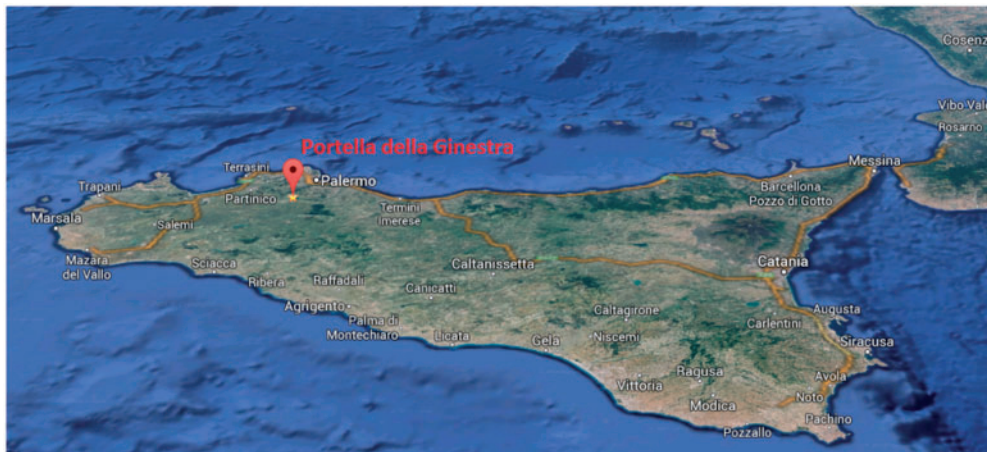 Cosenz
Vibo Vale
Rosarno
Messina
Portella della Ginestra
Terrasini
Palermo
Trapani
Partinico
Termini
Imerese
Barcellona
Pozzo di Gotto
Marsala
Salemi
Mazara
del Vallo
Sciacca
Ribera
Raffadali
Caltanissetta
Catania
Canicatti
Agrigento
Palma di
Montechiaro
Licata
Gela
Caltagirone
Niscemi
Carlentini
Augusta
Siracusa
Vittoria
Ragusa
Modica
Avola
Noto
Pachino
Pozzallo